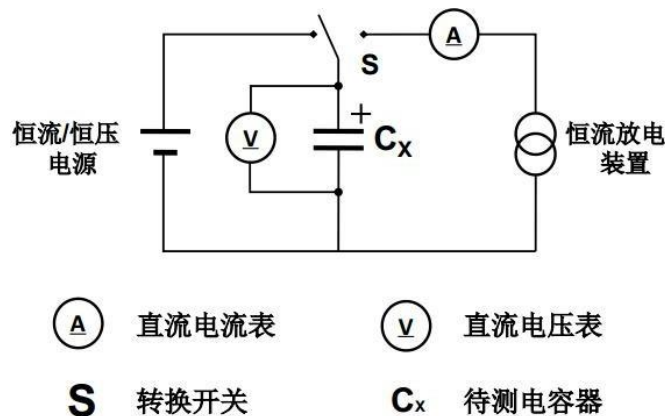 S
A
恒流/恒压
电源
V
+
Cx
恒流放电
装置
A 直流电流表
V 直流电压表
S 转换开关
Cx 待测电容器